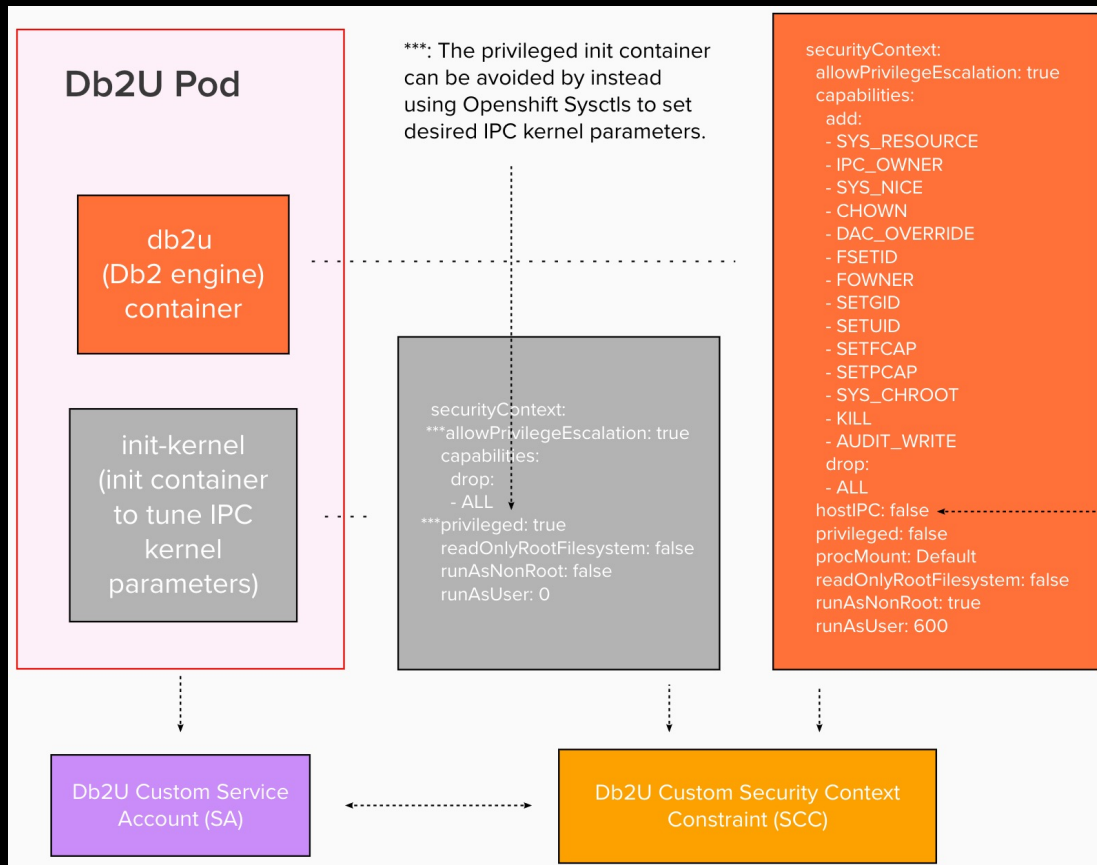 Db2U Pod
db2u
(Db2 engine)
container
init-kernel
(init container
to tune IPC
kernel
parameters)
***: The privileged init container
can be avoided by instead
using Openshift Sysctls to set
desired IPC kernel parameters.
securityContext:
***allowPrivilegeEscalation: true
capabilities:
drop:
- ALL
***privileged: true
readOnlyRootFilesystem: false
runAsNonRoot: false
runAsUser: 0
securityContext:
allowPrivilegeEscalation: true
capabilities:
add:
- SYS_RESOURCE
- IPC_OWNER
- SYS_NICE
- CHOWN
- DAC_OVERRIDE
- FSETID
- FOWNER
- SETGID
- SETUID
- SETFCAP
- SETPCAP
- SYS_CHROOT
- KILL
- AUDIT_WRITE
drop:
- ALL
hostIPC: false
privileged: false
procMount: Default
readOnlyRootFilesystem: false
runAsNonRoot: true
runAsUser: 600
Db2U Custom Service
Account (SA)
Db2U Custom Security Context
Constraint (SCC)